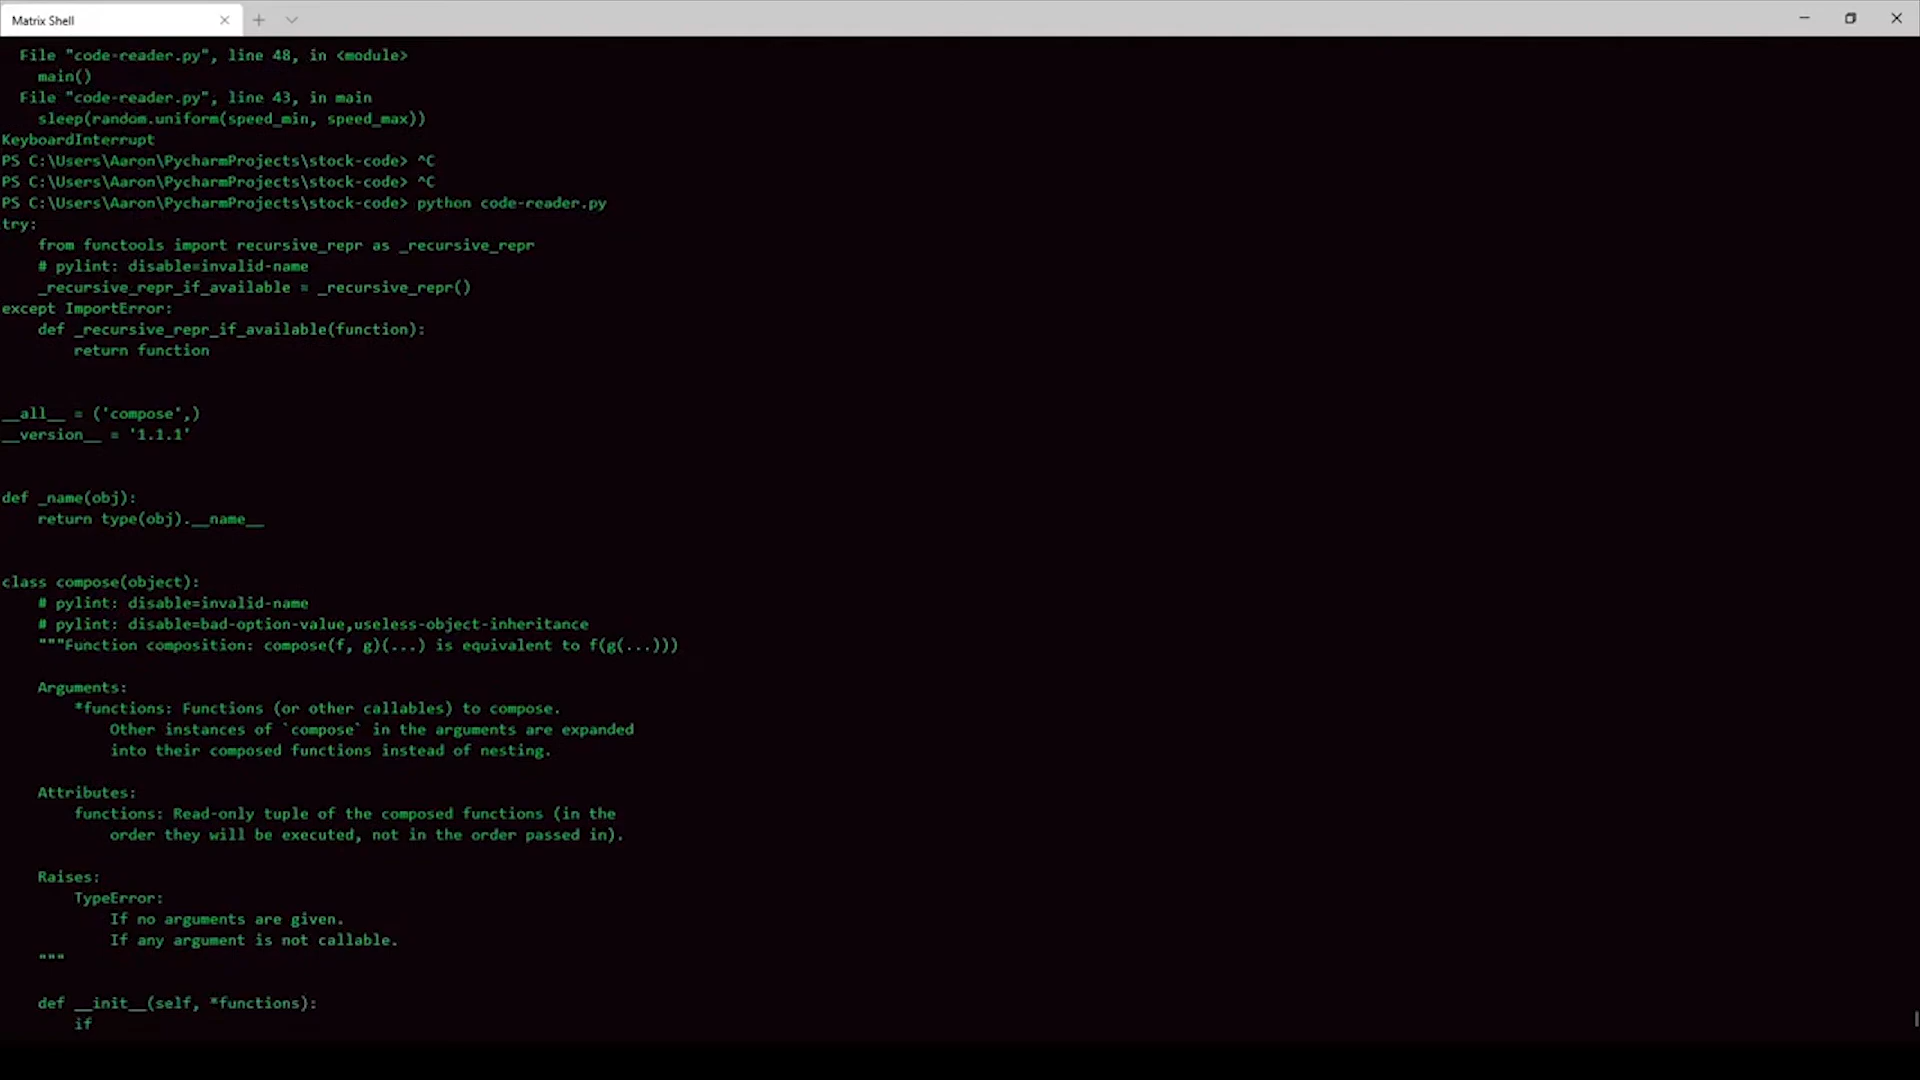 Matrix Shell
  File "code-reader.py", line 48, in <module>
    main()
  File "code-reader.py", line 43, in main
    sleep(random.uniform(speed_min, speed_max))
KeyboardInterrupt
PS C:\Users\Aaron\PycharmProjects\stock-code> ^C
PS C:\Users\Aaron\PycharmProjects\stock-code> ^C
PS C:\Users\Aaron\PycharmProjects\stock-code> python code-reader.py
try:
    from functools import recursive_repr as _recursive_repr
    # pylint: disable=invalid-name
    _recursive_repr_if_available = _recursive_repr()
except ImportError:
    def _recursive_repr_if_available(function):
        return function
__all__ = ('compose',)
__version__ = '1.1.1'
def _name(obj):
    return type(obj).__name__
class compose(object):
    # pylint: disable=invalid-name
    # pylint: disable=bad-option-value,useless-object-inheritance
    """Function composition: compose(f, g)(...) is equivalent to f(g(...)))
    Arguments:
        *functions: Functions (or other callables) to compose.
            Other instances of `compose` in the arguments are expanded
            into their composed functions instead of nesting.
    Attributes:
        functions: Read-only tuple of the composed functions (in the
            order they will be executed, not in the order passed in).
    Raises:
        TypeError:
            If no arguments are given.
            If any argument is not callable.
    """
    def __init__(self, *functions):
        if